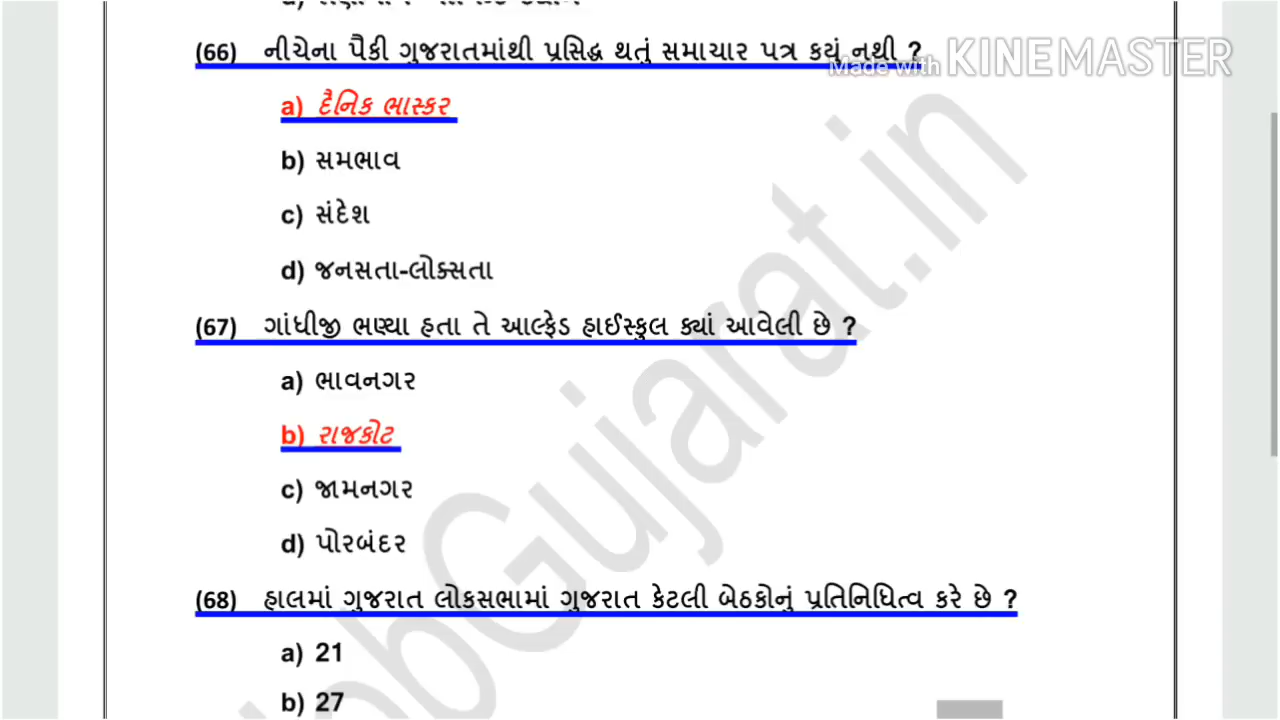 (66) નીચેના પૈકી ગુજરાતમાંથી પ્રસિદ્ધ થતું સમાચાર પત્ર કયું નથી ?
Made with KINEMASTER
a) દૈનિક ભાસ્કર
b) સમભાવ
c) સંદેશ
d) જનસતા-લોક્સતા
(67) ગાંધીજી ભણ્યા હતા તે આલ્ફ્રેડ હાઈસ્કુલ ક્યાં આવેલી છે ?
a) ભાવનગર
b) રાજકોટ
c) જામનગર
d) પોરબંદર
(68) હાલમાં ગુજરાત લોકસભામાં ગુજરાત કેટલી બેઠકોનું પ્રતિનિધિત્વ કરે છે ?
a) 21
b) 27
obGujarat.in